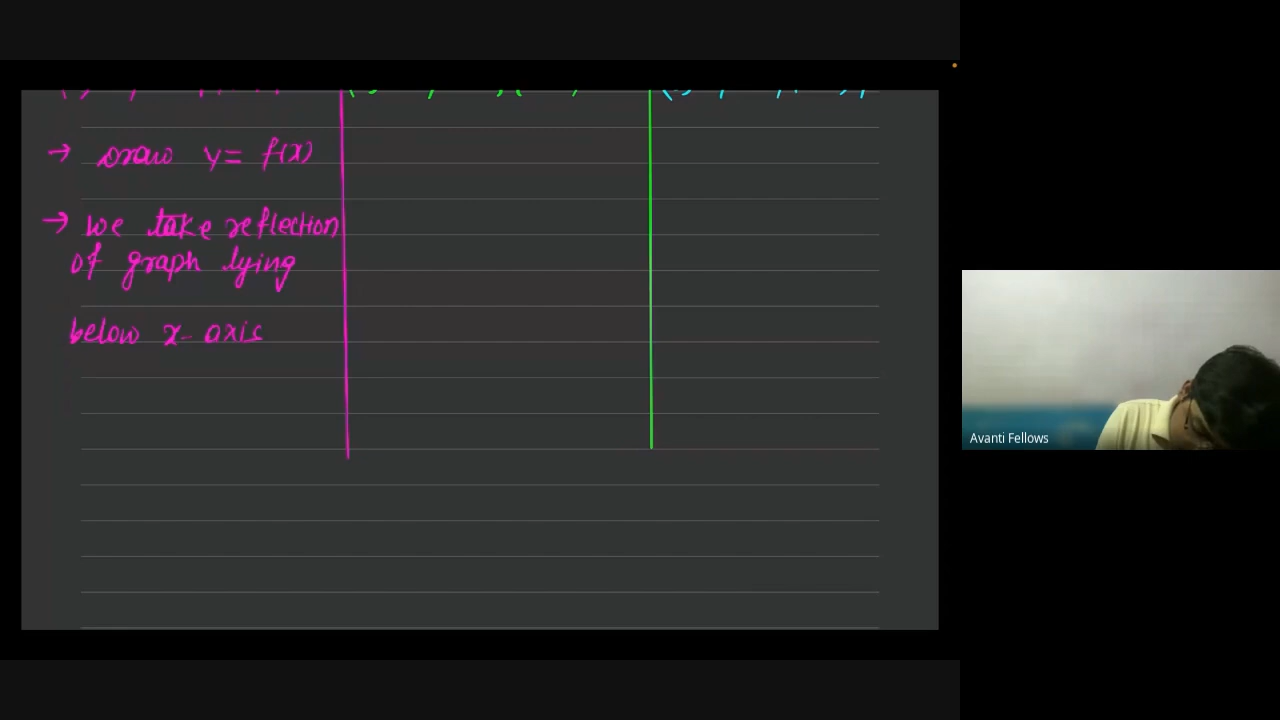 → Draw y = f(x)
→ we take reflection
of graph lying
below x-axis
Avanti Fellows